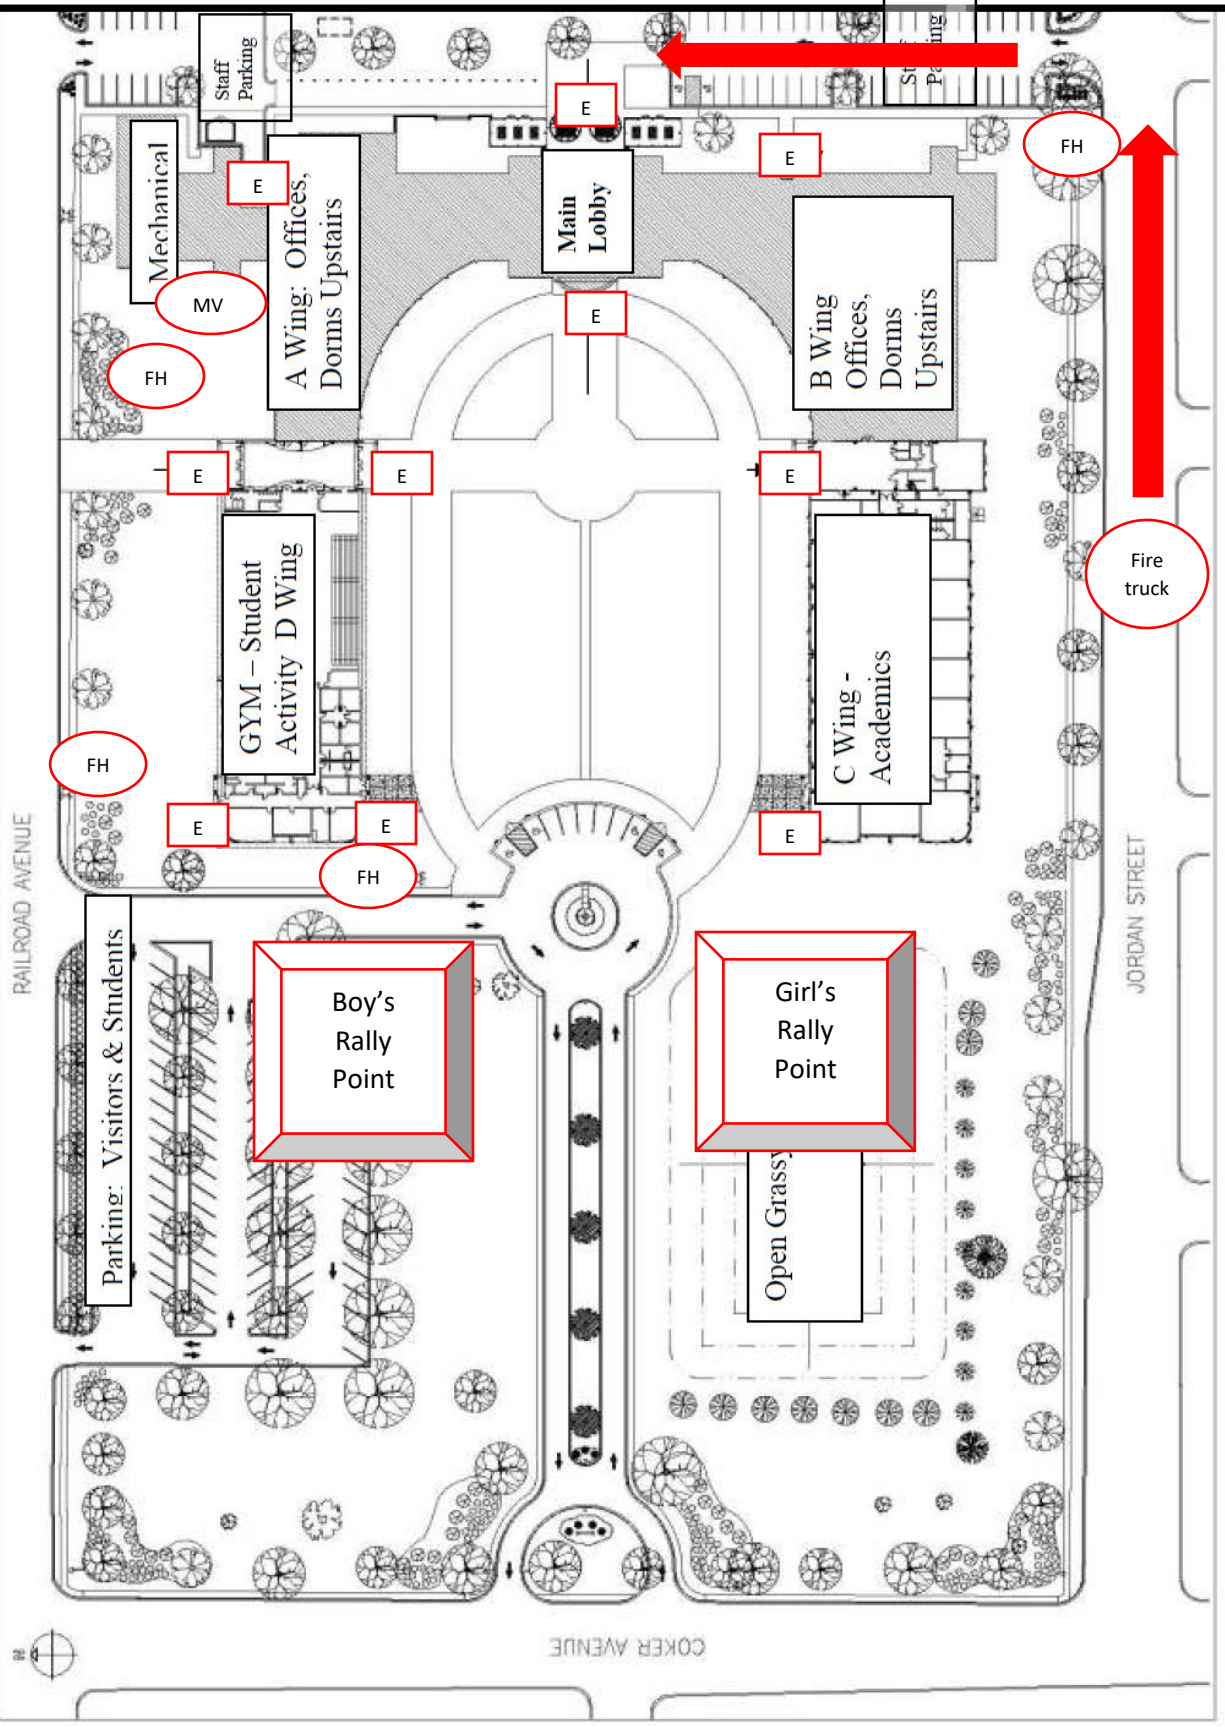 Staff
Parking
E
E
E
FH
Mechanical
A Wing: Offices,
Dorms Upstairs
Main
Lobby
B Wing
Offices,
Dorms
Upstairs
MV
E
FH
E
E
E
Fire
truck
GYM – Student
Activity D Wing
C Wing -
Academics
FH
E
E
E
FH
RAILROAD AVENUE
JORDAN STREET
Parking: Visitors & Students
Boy's
Rally
Point
Girl's
Rally
Point
Open Grassy
COKER AVENUE